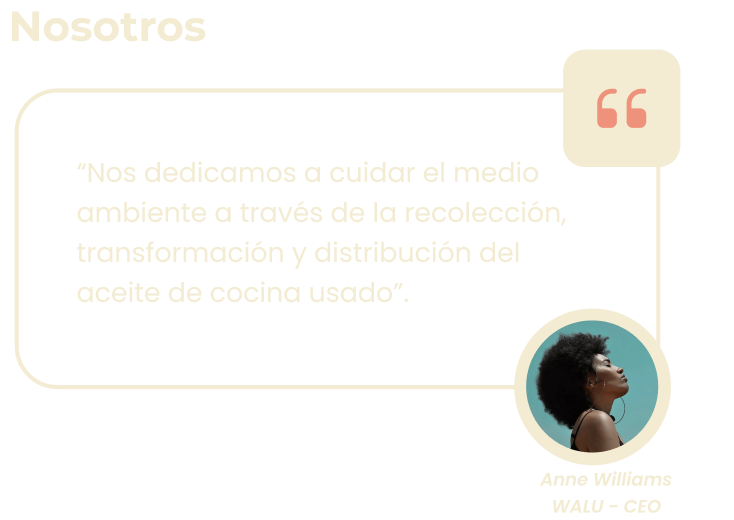 Nosotros
“Nos dedicamos a cuidar el medio
ambiente a través de la recolección,
transformación y distribución del
aceite de cocina usado”.
Anne Williams
WALU - CEO